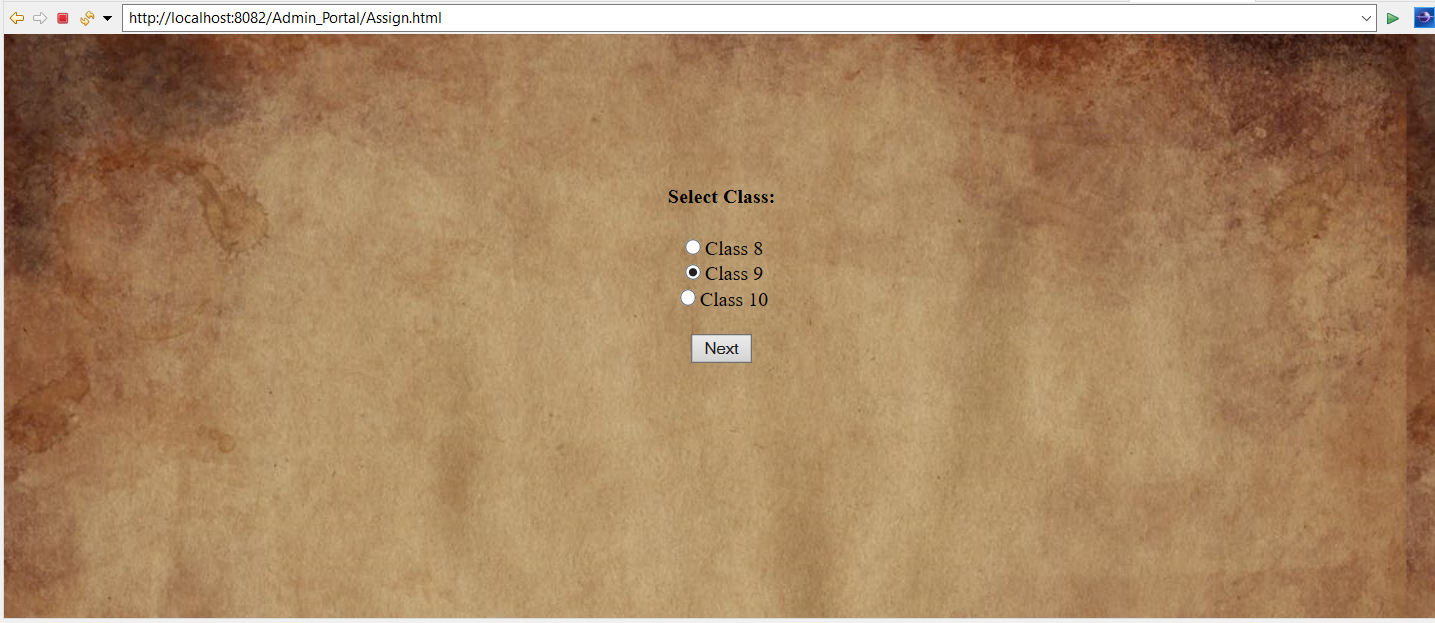 http://localhost:8082/Admin_Portal/Assign.html
Select Class:
Class 8
Class 9
Class 10
Next